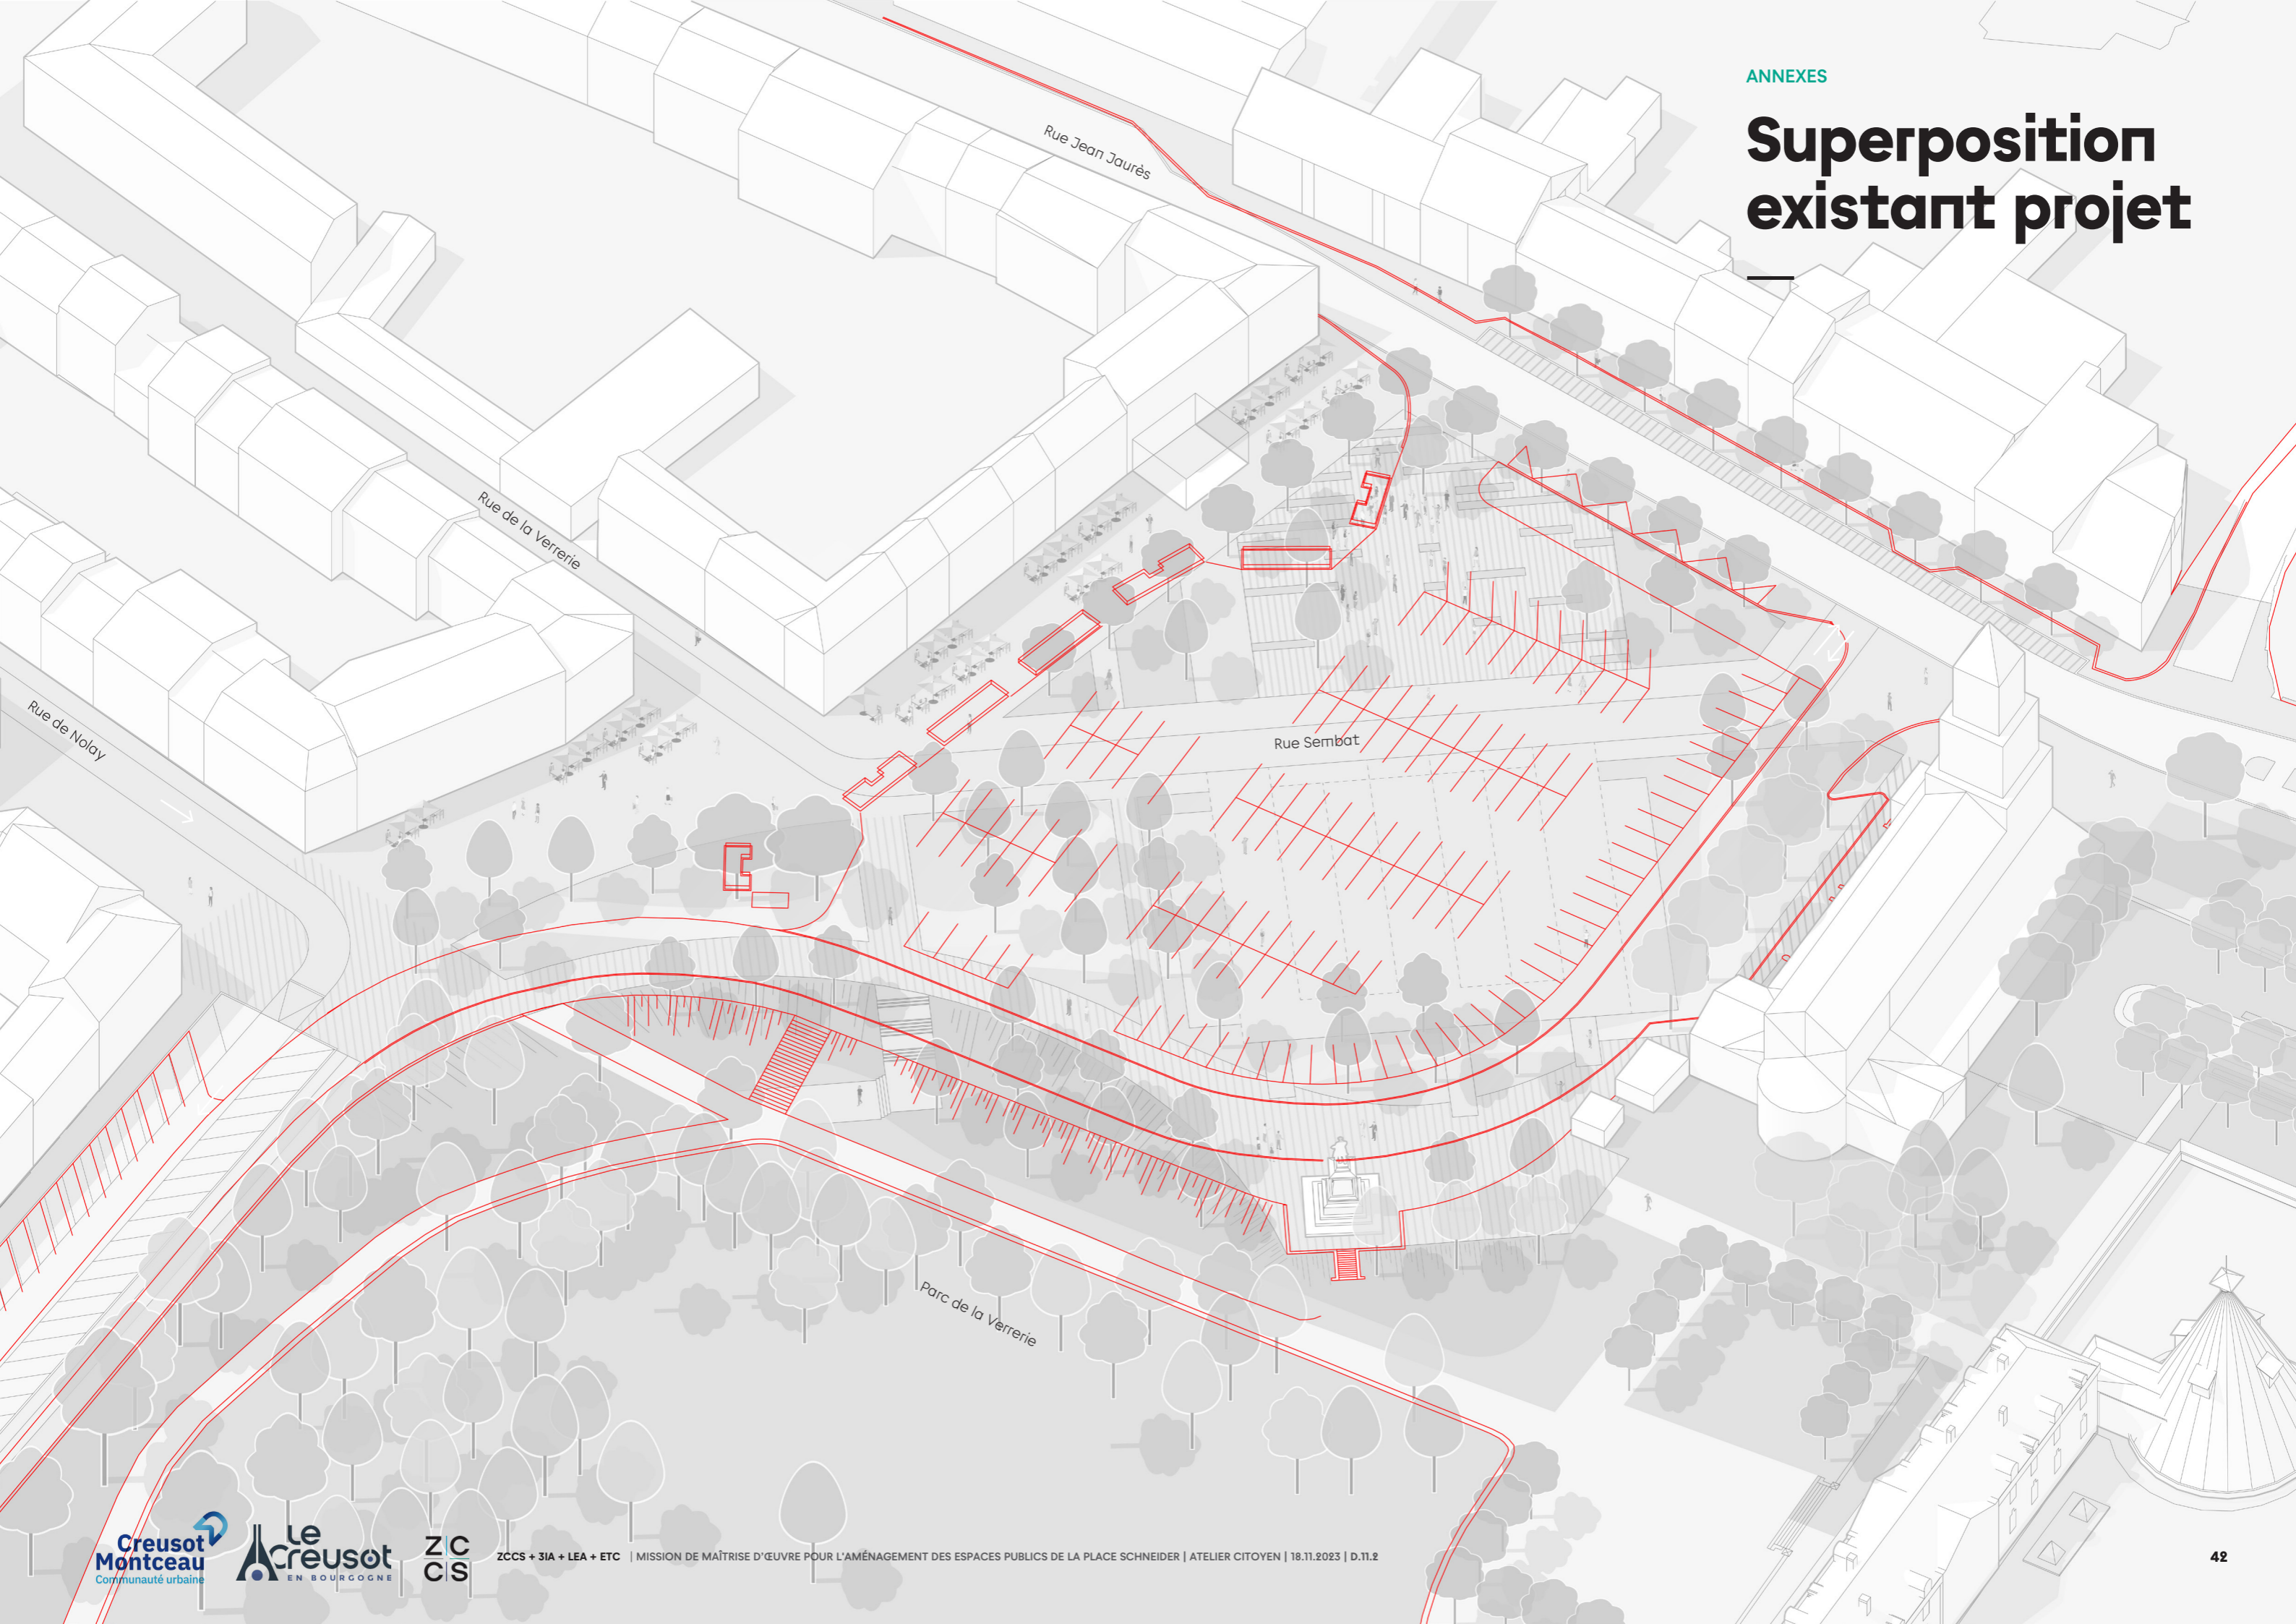 ANNEXES
Superposition
existant projet
Rue Jean Jaurès
Rue de la Verrerie
Rue de Nolay
Rue Sembat
Parc de la Verrerie
Creusot
Montceau
Communauté urbaine
Le
Creusot
EN BOURGOGNE
ZC
CS
ZCCS + 3IA + LEA + ETC | MISSION DE MAÎTRISE D'ŒUVRE POUR L'AMÉNAGEMENT DES ESPACES PUBLICS DE LA PLACE SCHNEIDER | ATELIER CITOYEN | 18.11.2023 | D.11.2
42